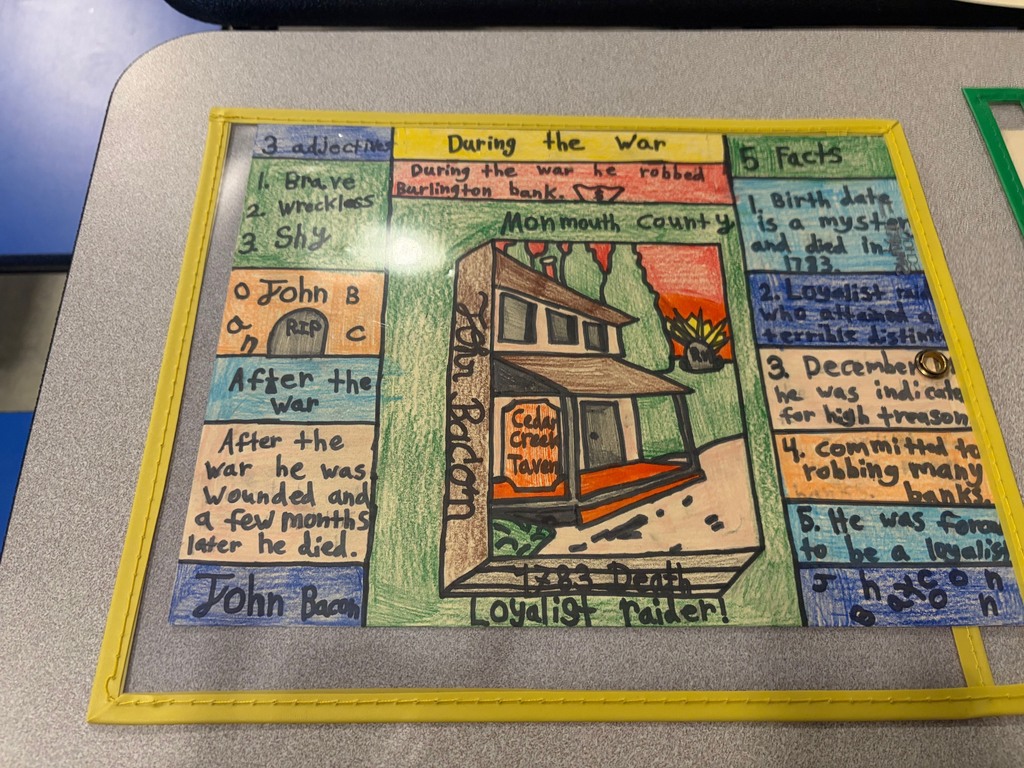 3 adjectives
1. Brave
2. Wreckless
3. Shy
John B
a
n
o
c
RIP
After the
war
After the
war he was
wounded and
a few months
later he died.
John Bacon
During the War
During the war he robbed
Burlington bank. $
Monmouth County
John Bacon
Cedar
Creek
Tavern
1783 Death
Loyalist raider!
5 Facts
1. Birth date
is a mystery
and died in
1783.
2. Loyalist
who attained a
terrible
3. December
he was
for high treason
4. committed to
robbing many
banks.
5. He was
to be a loyalist